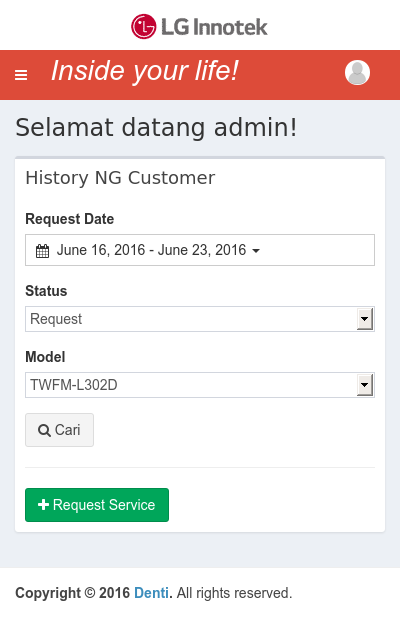 LG Innotek
Inside your life!
Selamat datang admin!
History NG Customer
Request Date
June 16, 2016 - June 23, 2016
Status
Request
Model
TWFM-L302D
Cari
Request Service
Copyright © 2016 Denti. All rights reserved.